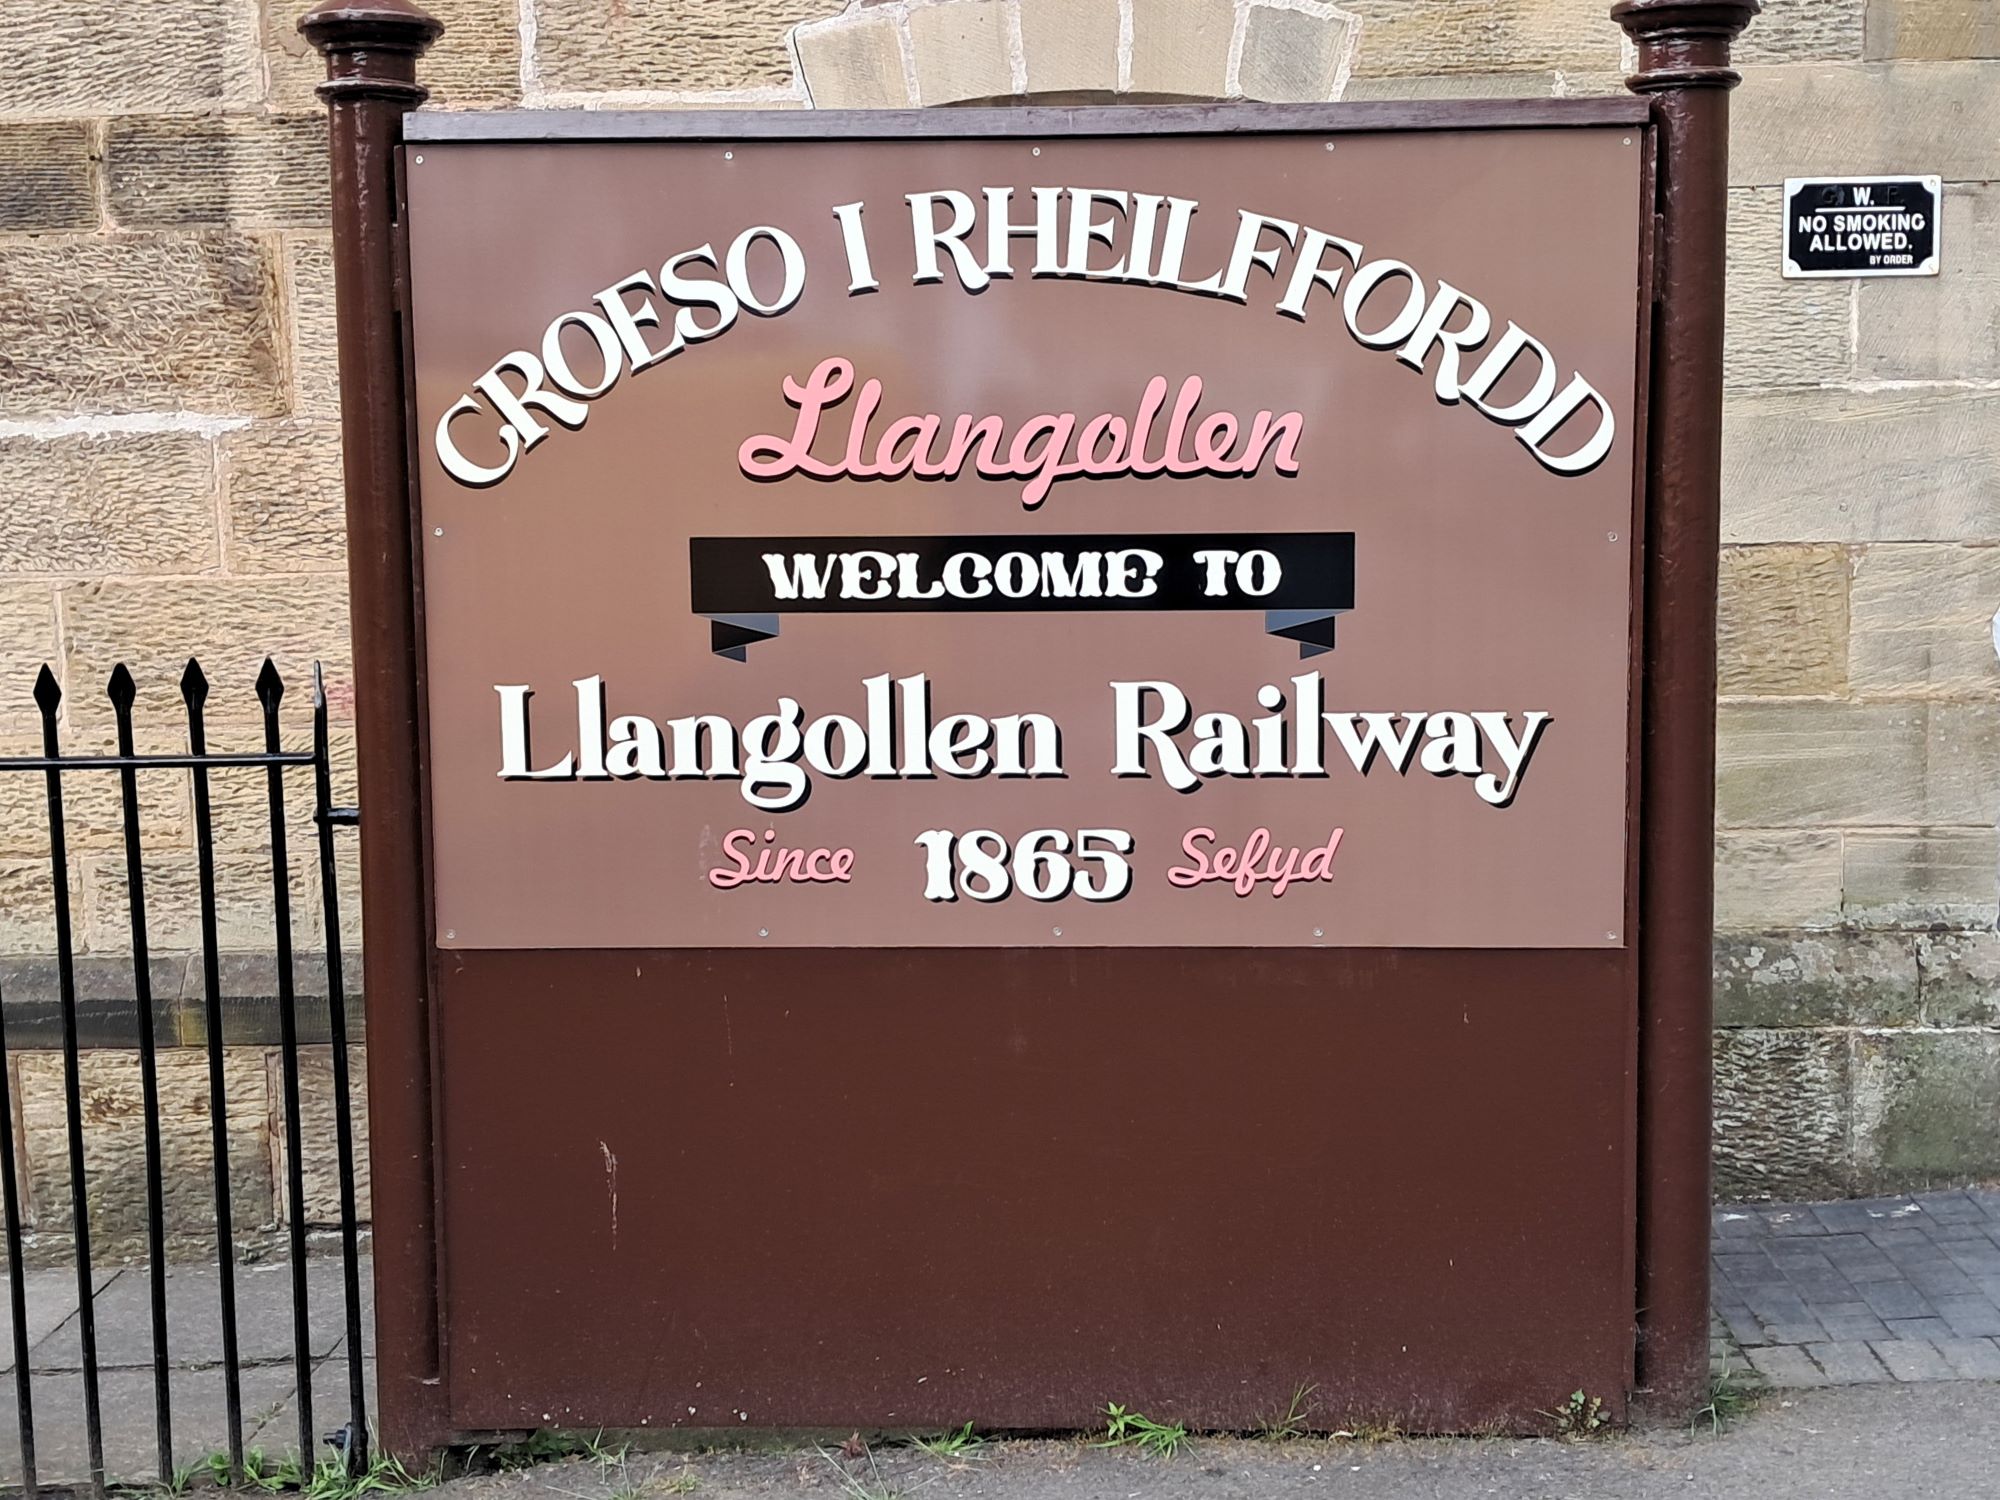 CROESO I RHEILFFORDD
Llangollen
WELCOME TO
Llangollen Railway
Since 1865 Sefyd
G. W. R.
NO SMOKING
ALLOWED.
BY ORDER